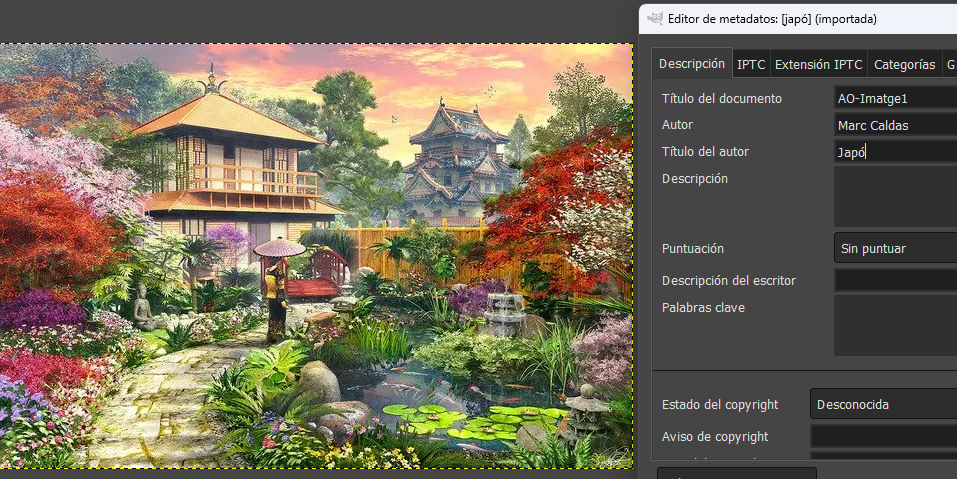 Editor de metadatos: [japó] (importada)
Descripción IPTC Extensión IPTC Categorías G
Título del documento AO-Imatge1
Autor Marc Caldas
Título del autor Japó
Descripción
Puntuación Sin puntuar
Descripción del escritor
Palabras clave
Estado del copyright Desconocida
Aviso de copyright